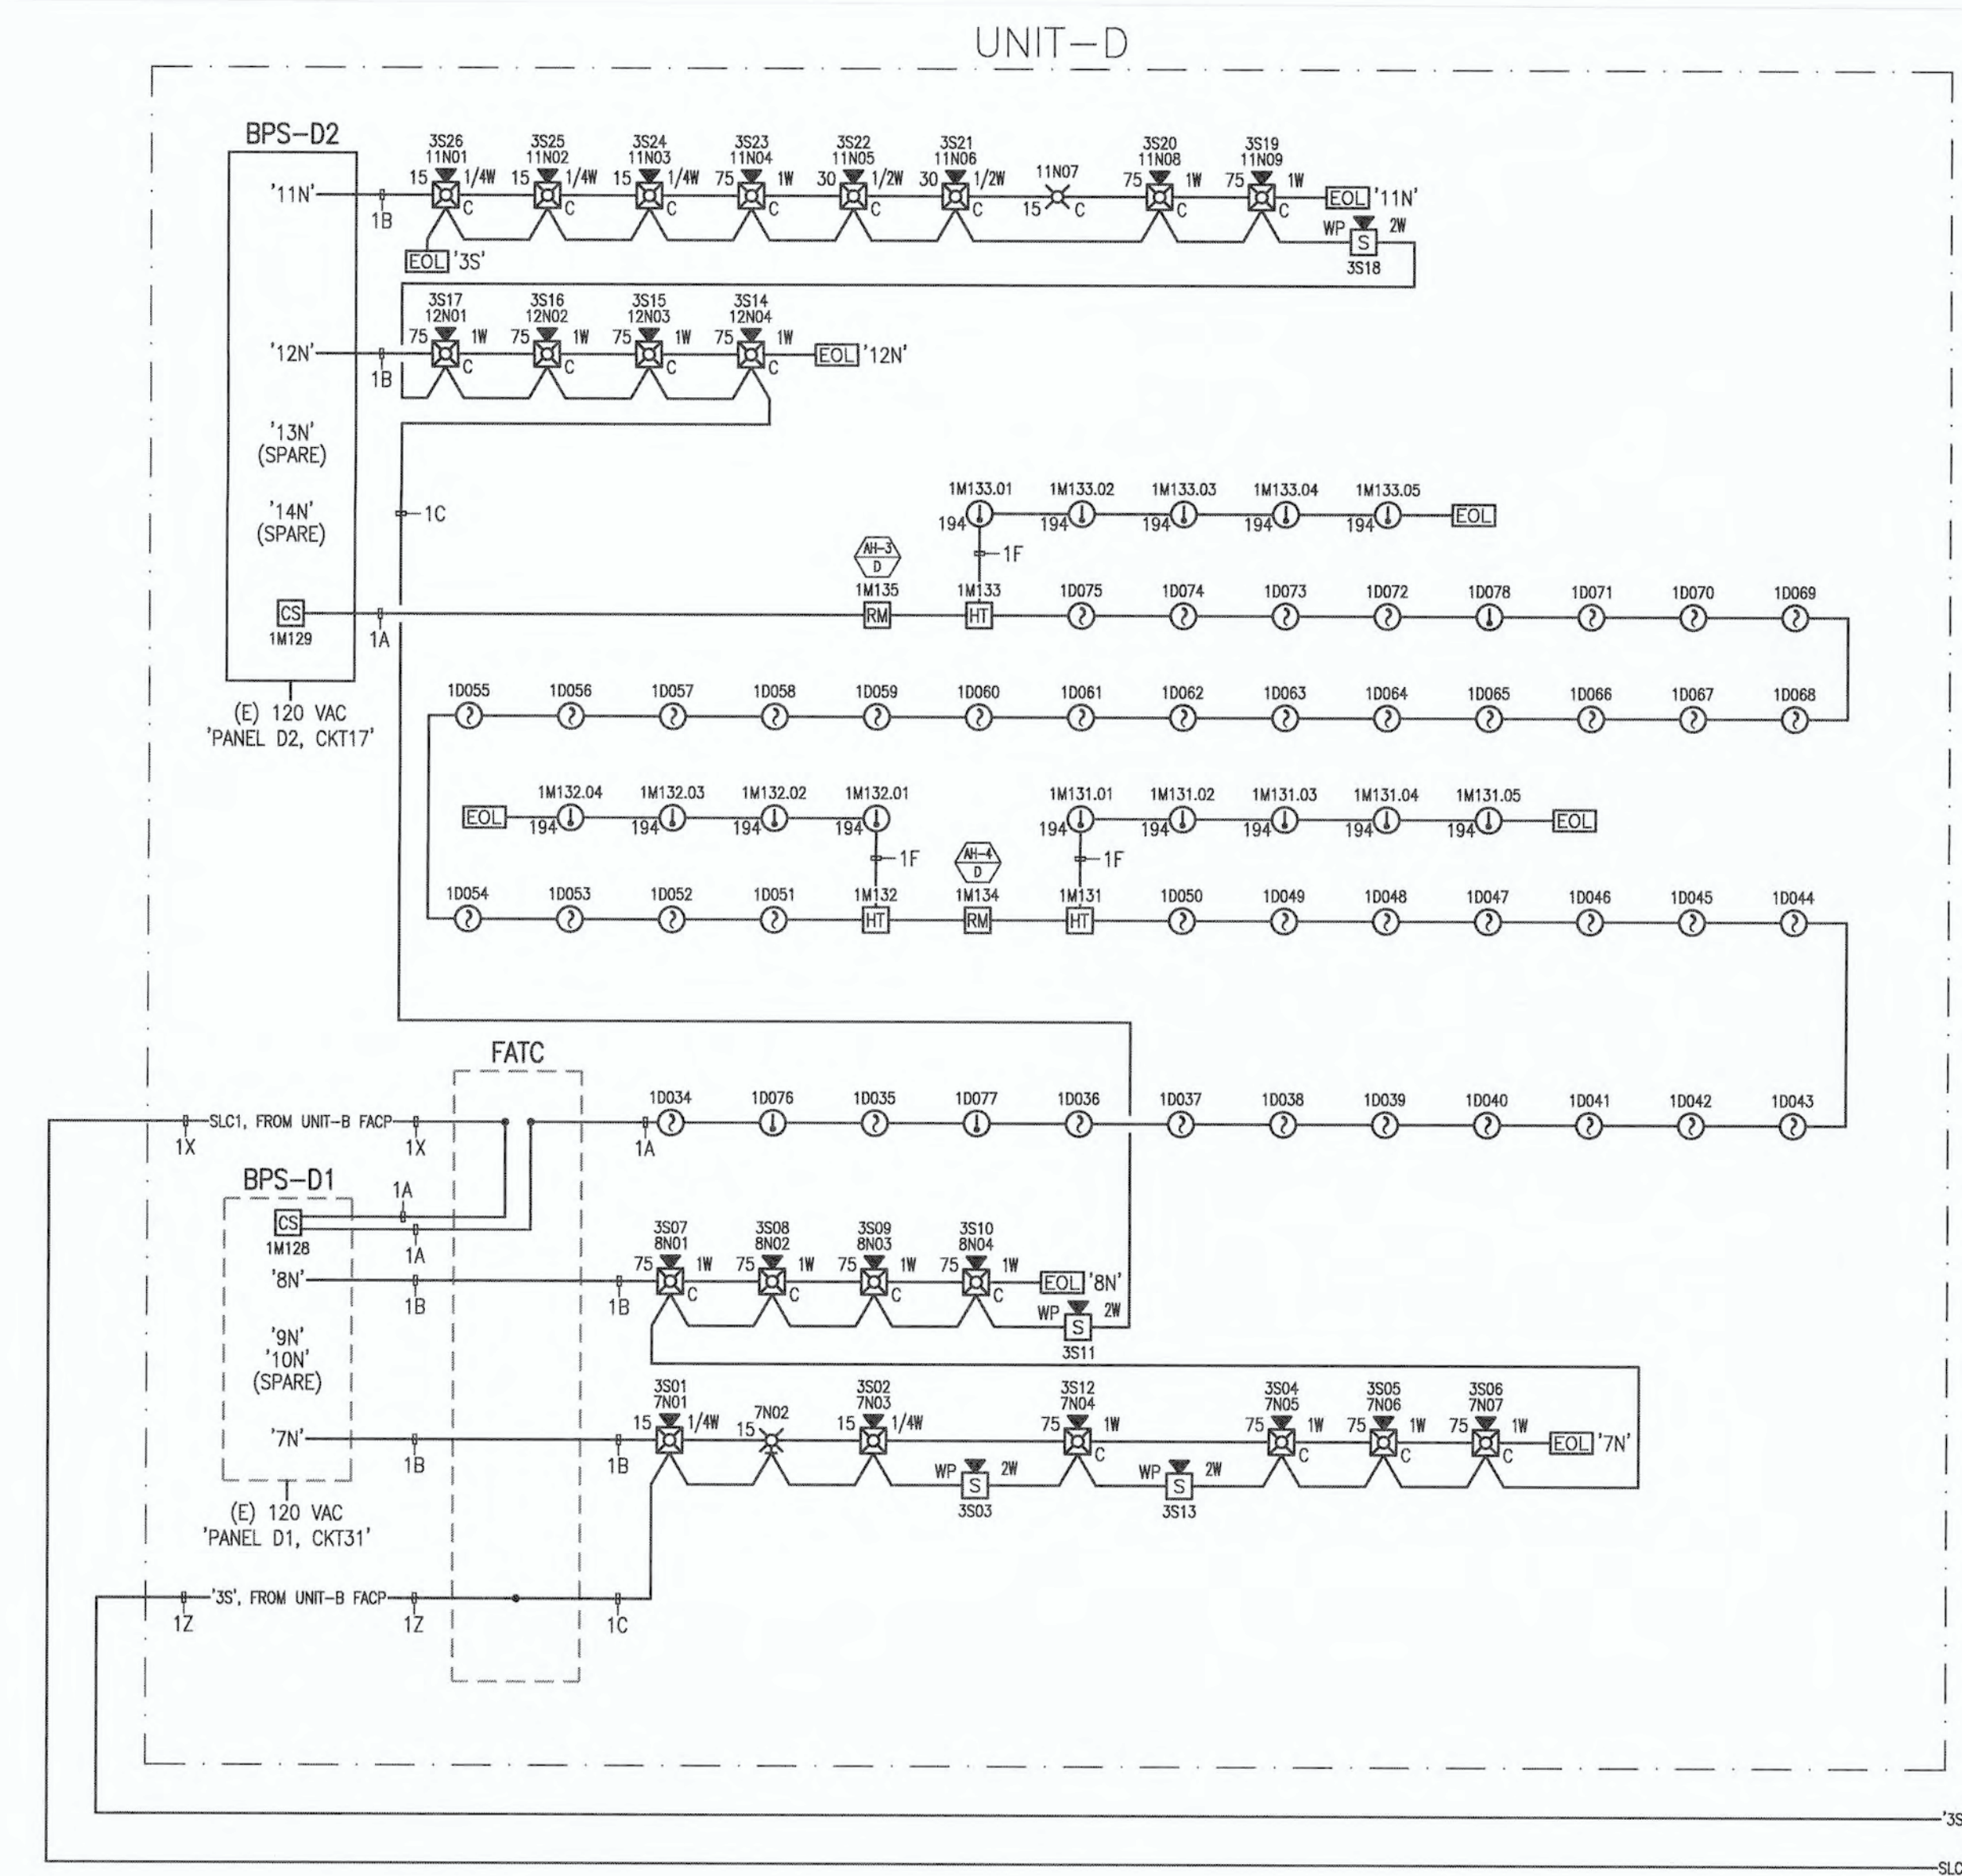 UNIT-D
BPS-D2
3S26 3S25 3S24 3S23 3S22 3S21 3S20 3S19
11N01 11N02 11N03 11N04 11N05 11N06 11N07 11N08 11N09
'11N' 15 1/4W 15 1/4W 15 1/4W 75 1W 30 1/2W 30 1/2W 75 1W 75 1W EOL '11N'
1B C C C C C C 15 C C C WP 2W
S
EOL '3S' 3S18
3S17 3S16 3S15 3S14
12N01 12N02 12N03 12N04
'12N' 75 1W 75 1W 75 1W 75 1W EOL '12N'
1B C C C C
'13N'
(SPARE)
'14N'
(SPARE)
1C
1M133.01 1M133.02 1M133.03 1M133.04 1M133.05
194 194 194 194 194 EOL
AH-3
D
1F
1M135 1M133 1D075 1D074 1D073 1D072 1D078 1D071 1D070 1D069
CS RM HT
1M129 1A
1D055 1D056 1D057 1D058 1D059 1D060 1D061 1D062 1D063 1D064 1D065 1D066 1D067 1D068
(E) 120 VAC
'PANEL D2, CKT17'
1M132.04 1M132.03 1M132.02 1M132.01 1M131.01 1M131.02 1M131.03 1M131.04 1M131.05
EOL 194 194 194 194 194 194 194 194 194 EOL
1F AH-4 1F
D
1D054 1D053 1D052 1D051 1M132 1M134 1M131 1D050 1D049 1D048 1D047 1D046 1D045 1D044
HT RM HT
FATC
1D034 1D076 1D035 1D077 1D036 1D037 1D038 1D039 1D040 1D041 1D042 1D043
SLC1, FROM UNIT-B FACP
1X 1X 1A
BPS-D1
1A
CS
1M128 1A
3S07 3S08 3S09 3S10
8N01 8N02 8N03 8N04
'8N' 75 1W 75 1W 75 1W 75 1W EOL '8N'
1B 1B C C C C WP 2W
S
3S11
'9N'
'10N'
(SPARE)
3S01 3S02 3S12 3S04 3S05 3S06
7N01 7N02 7N03 7N04 7N05 7N06 7N07
'7N' 15 1/4W 15 15 1/4W 75 1W 75 1W 75 1W 75 1W EOL '7N'
1B 1B C C C C
WP 2W WP 2W
S S
3S03 3S13
(E) 120 VAC
'PANEL D1, CKT31'
'3S', FROM UNIT-B FACP
1Z 1Z 1C
'3S
SLC